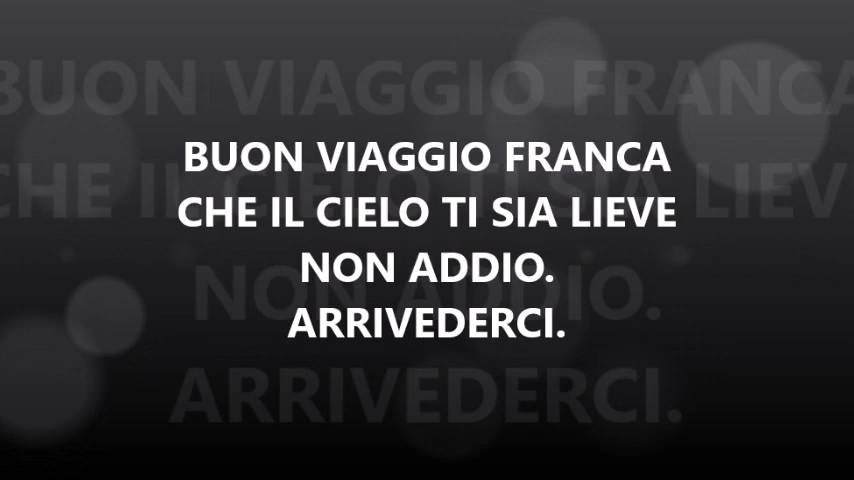 BUON VIAGGIO FRANCA
CHE IL CIELO TI SIA LIEVE
NON ADDIO.
ARRIVEDERCI.